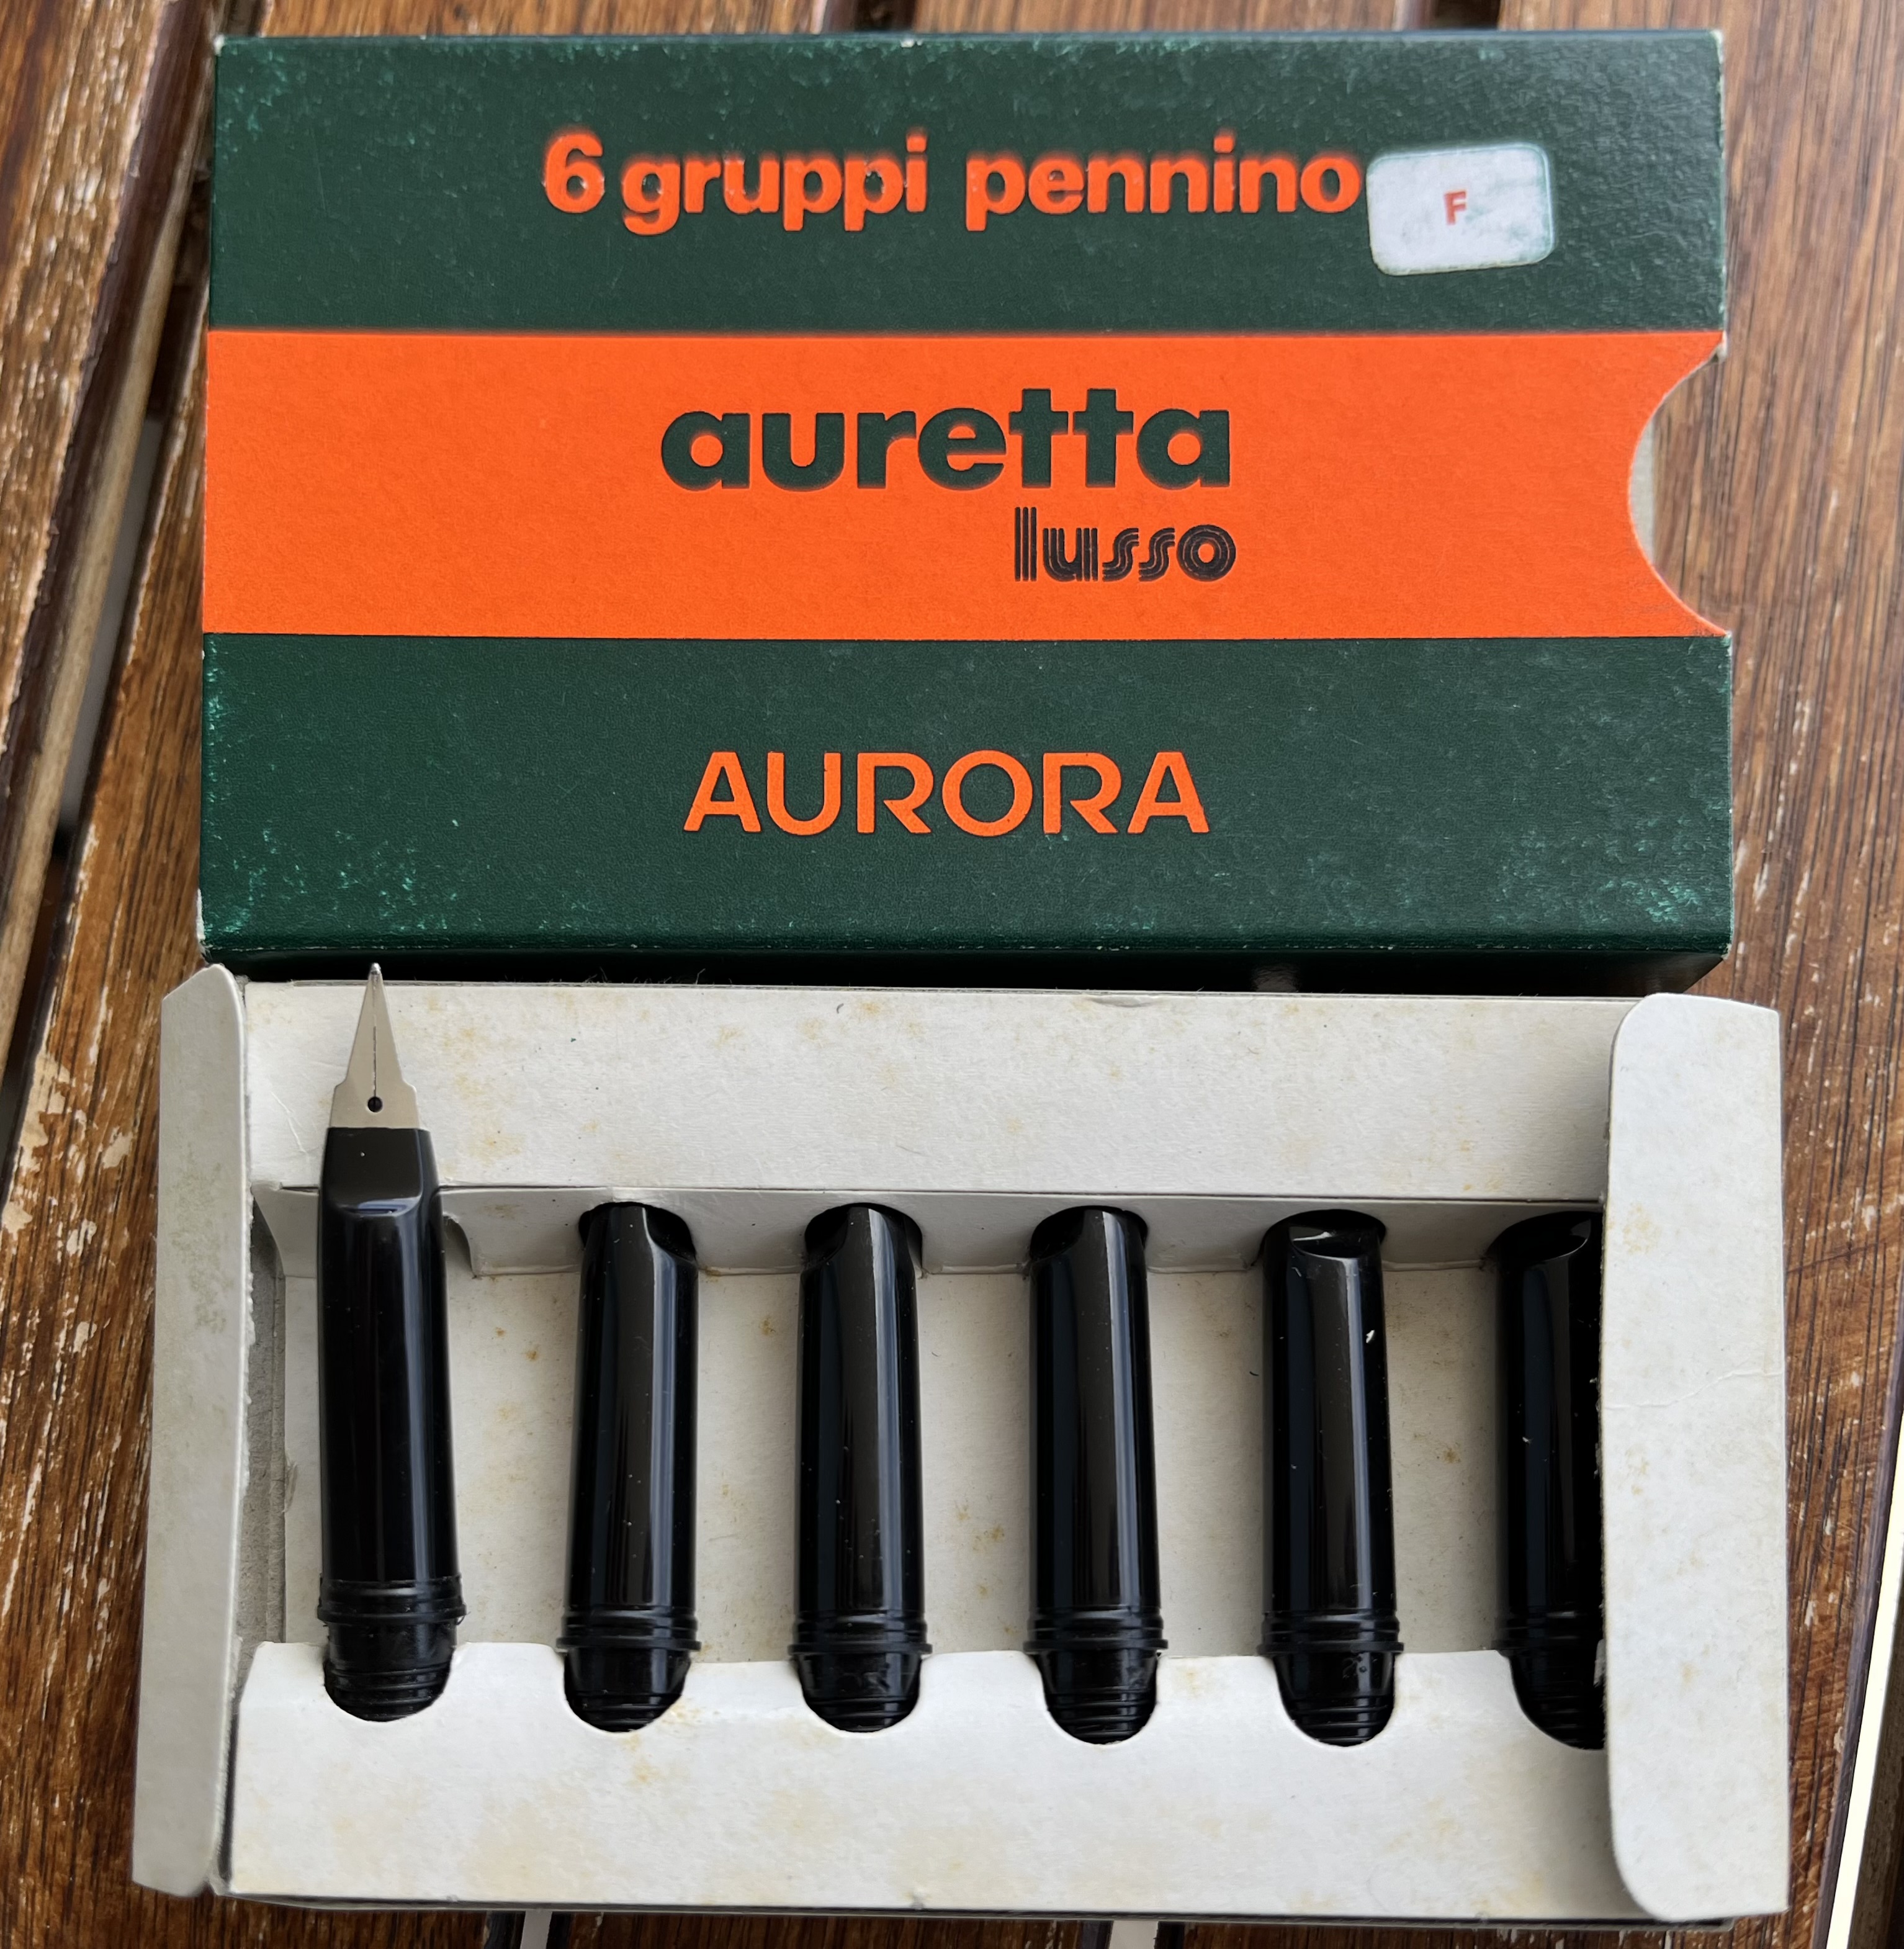 6 gruppi pennino F
auretta
lusso
AURORA